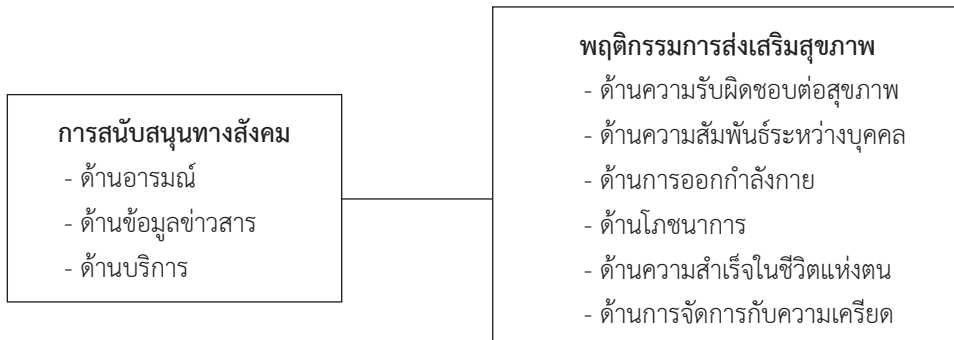 การสนับสนุนทางสังคม
- ด้านอารมณ์
- ด้านข้อมูลข่าวสาร
- ด้านบริการ
พฤติกรรมการส่งเสริมสุขภาพ
- ด้านความรับผิดชอบต่อสุขภาพ
- ด้านความสัมพันธ์ระหว่างบุคคล
- ด้านการออกกำลังกาย
- ด้านโภชนาการ
- ด้านความสำเร็จในชีวิตแห่งตน
- ด้านการจัดการกับความเครียด